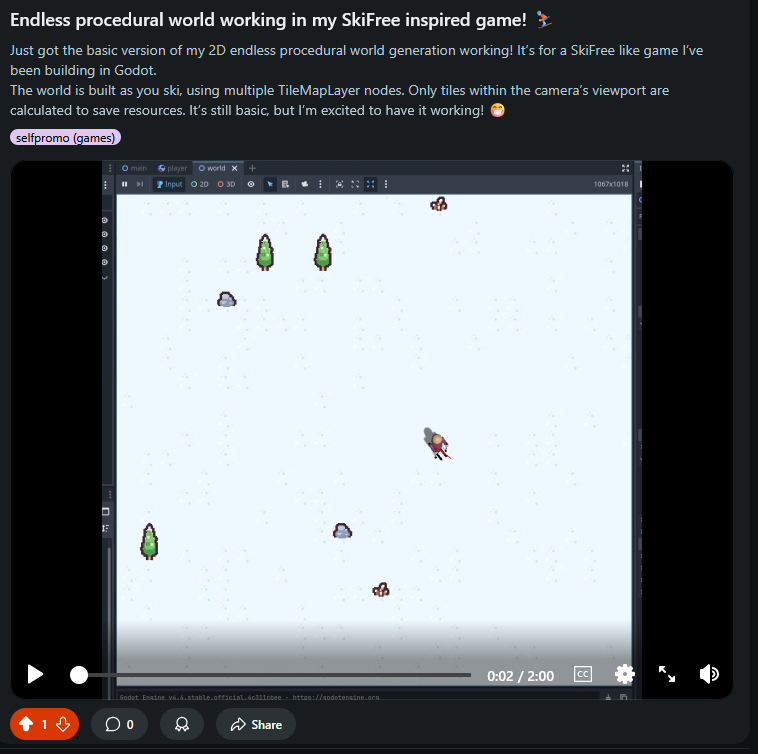 Endless procedural world working in my SkiFree inspired game! ⛷️
Just got the basic version of my 2D endless procedural world generation working! It's for a SkiFree like game I've
been building in Godot.
The world is built as you ski, using multiple TileMapLayer nodes. Only tiles within the camera's viewport are
calculated to save resources. It's still basic, but I'm excited to have it working! 😁
selfpromo (games)
main player world
Input 2D 3D 1067x1018
0:02 / 2:00 CC
Godot Engine v4.4.stable.official.4c311cbee - https://godotengine.org
1 0 Share